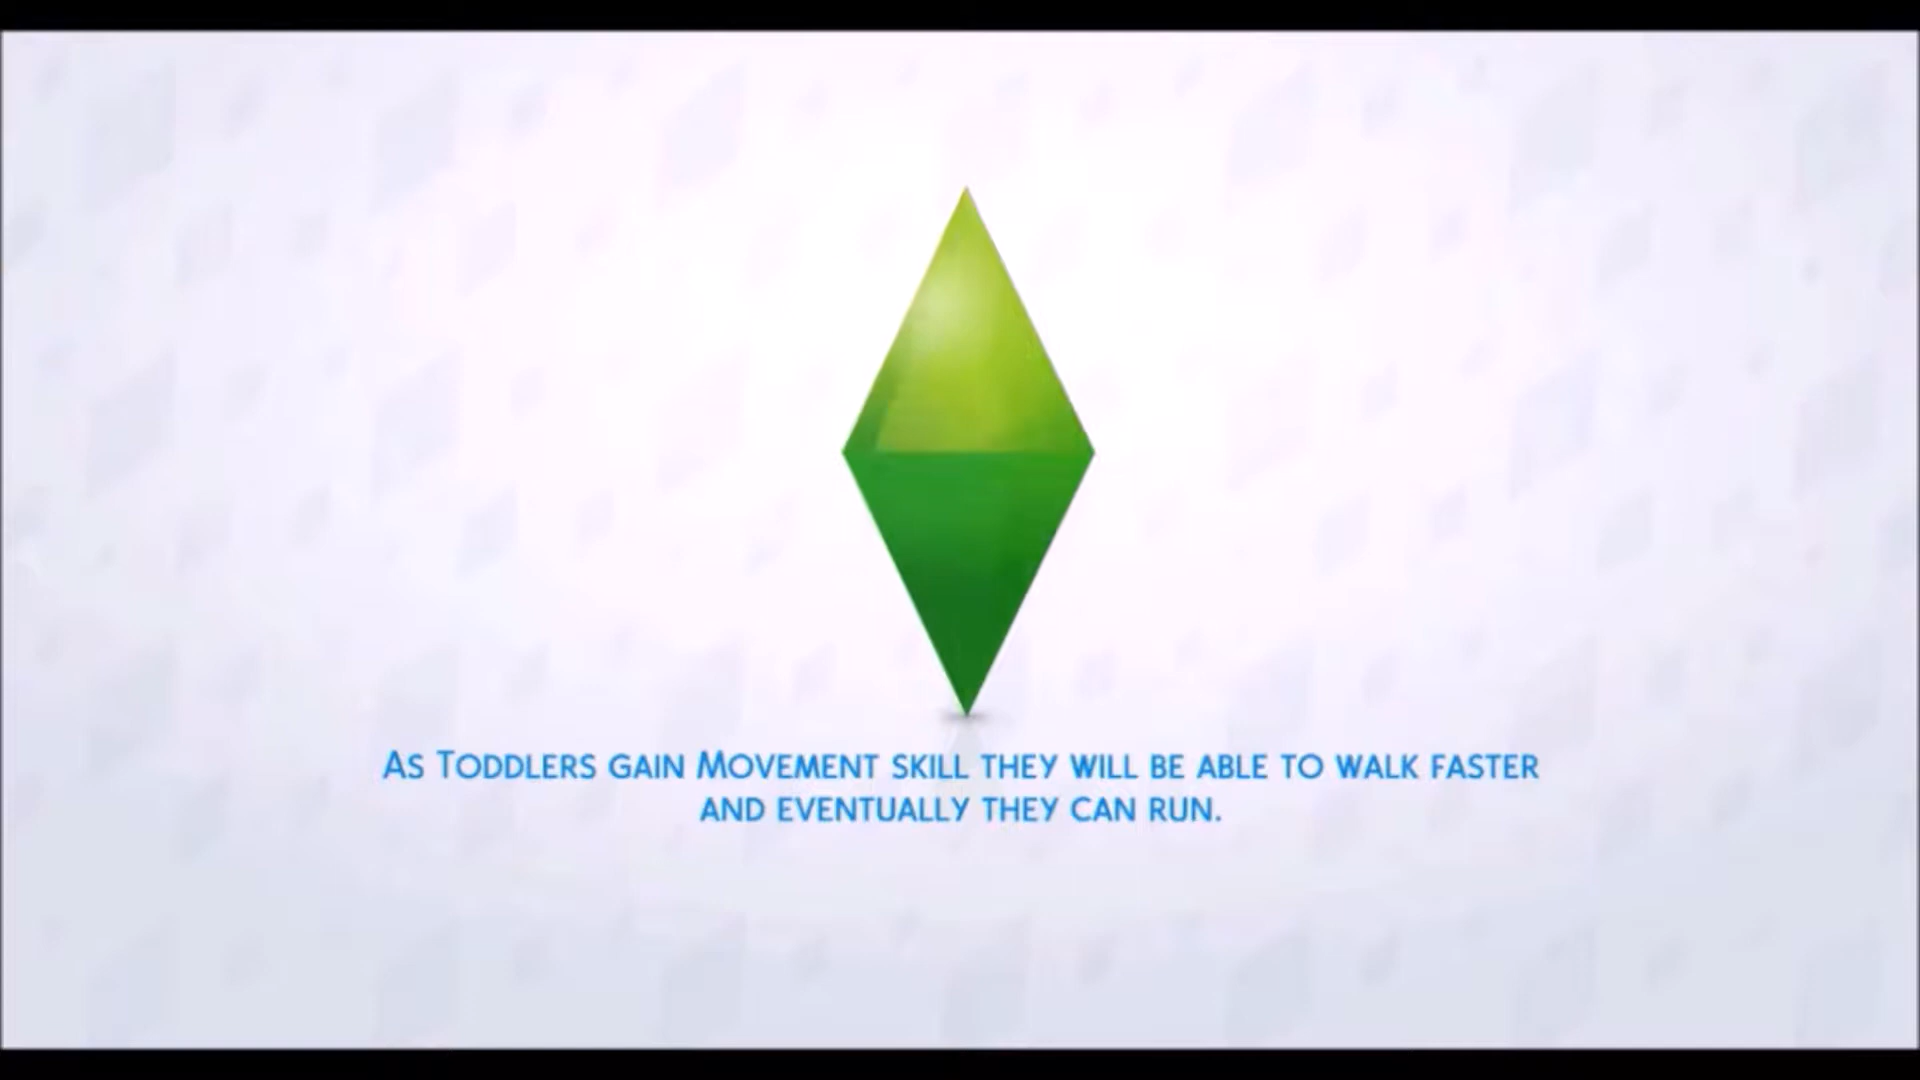 As Toddlers gain Movement skill they will be able to walk faster
and eventually they can run.